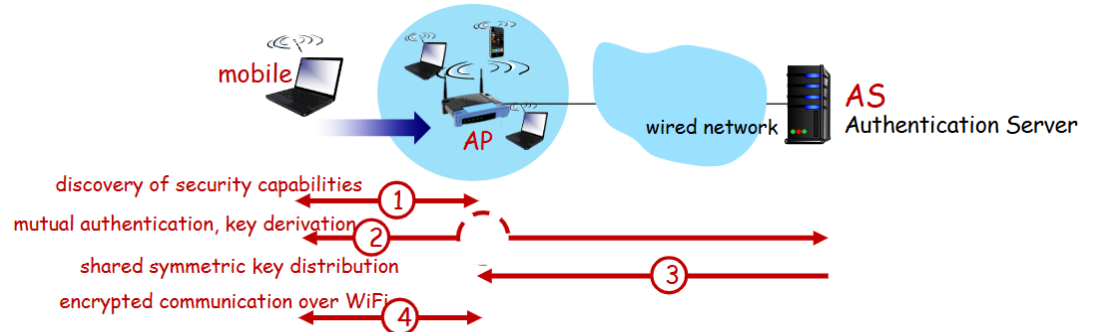 mobile
AP
wired network
AS
Authentication Server
discovery of security capabilities
1
mutual authentication, key derivation
2
shared symmetric key distribution
3
encrypted communication over WiFi
4